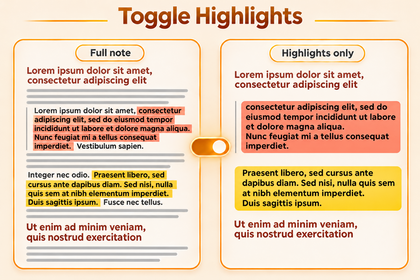 Toggle Highlights
Full note
Lorem ipsum dolor sit amet,
consectetur adipiscing elit
Lorem ipsum dolor sit amet, consectetur
adipiscing elit, sed do eiusmod tempor
incididunt ut labore et dolore magna aliqua.
Nunc feugiat mi a tellus consequat
imperdiet. Vestibulum sapien.
Integer nec odio. Praesent libero, sed
cursus ante dapibus diam. Sed nisi, nulla
quis sem at nibh elementum imperdiet.
Duis sagittis ipsum. Fusce nec tellus.
Ut enim ad minim veniam,
quis nostrud exercitation
Highlights only
Lorem ipsum dolor sit amet,
consectetur adipiscing elit
consectetur adipiscing elit, sed do
eiusmod tempor incididunt ut labore
et dolore magna aliqua.
Nunc feugiat mi a tellus consequat
imperdiet.
Praesent libero, sed cursus ante
dapibus diam. Sed nisi, nulla quis sem
at nibh elementum imperdiet.
Duis sagittis ipsum.
Ut enim ad minim veniam,
quis nostrud exercitation